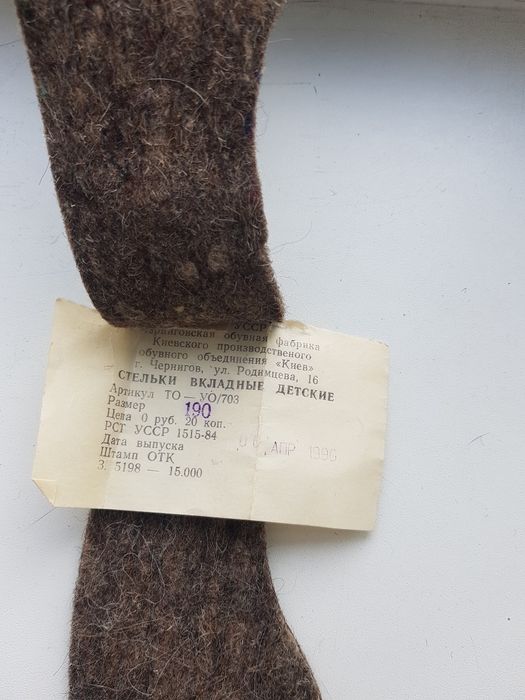 УССР
обувная фабрика
Киевского производственого
обувного объединения «Киев»
г. Чернигов, ул. Родимцева, 16
СТЕЛЬКИ ВКЛАДНЫЕ ДЕТСКИЕ
Артикул ТО — УО/703
Размер 190
Цена 0 руб. 20 коп.
РСТ УССР 1515-84
Дата выпуска АПР 1990
Штамп ОТК
З. 5198 — 15.000